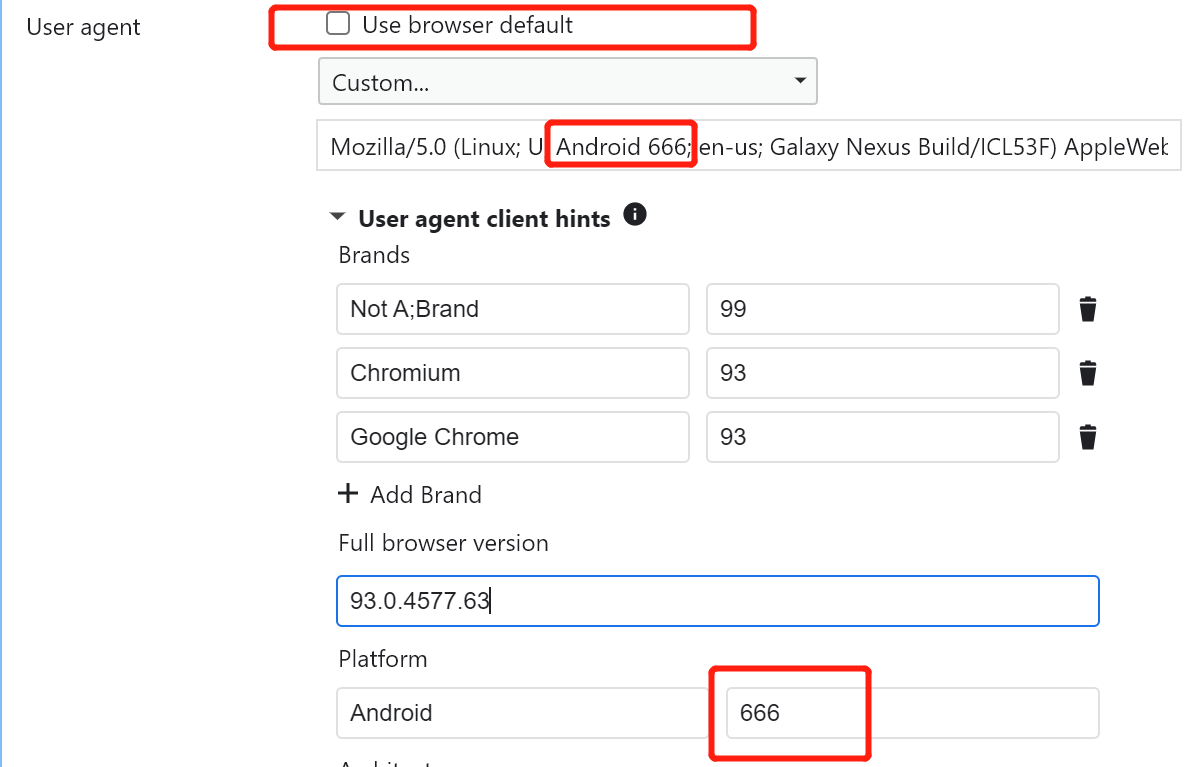 User agent
Use browser default
Custom...
Mozilla/5.0 (Linux; U Android 666; en-us; Galaxy Nexus Build/ICL53F) AppleWeb
User agent client hints
Brands
Not A;Brand 99
Chromium 93
Google Chrome 93
+ Add Brand
Full browser version
93.0.4577.63
Platform
Android 666